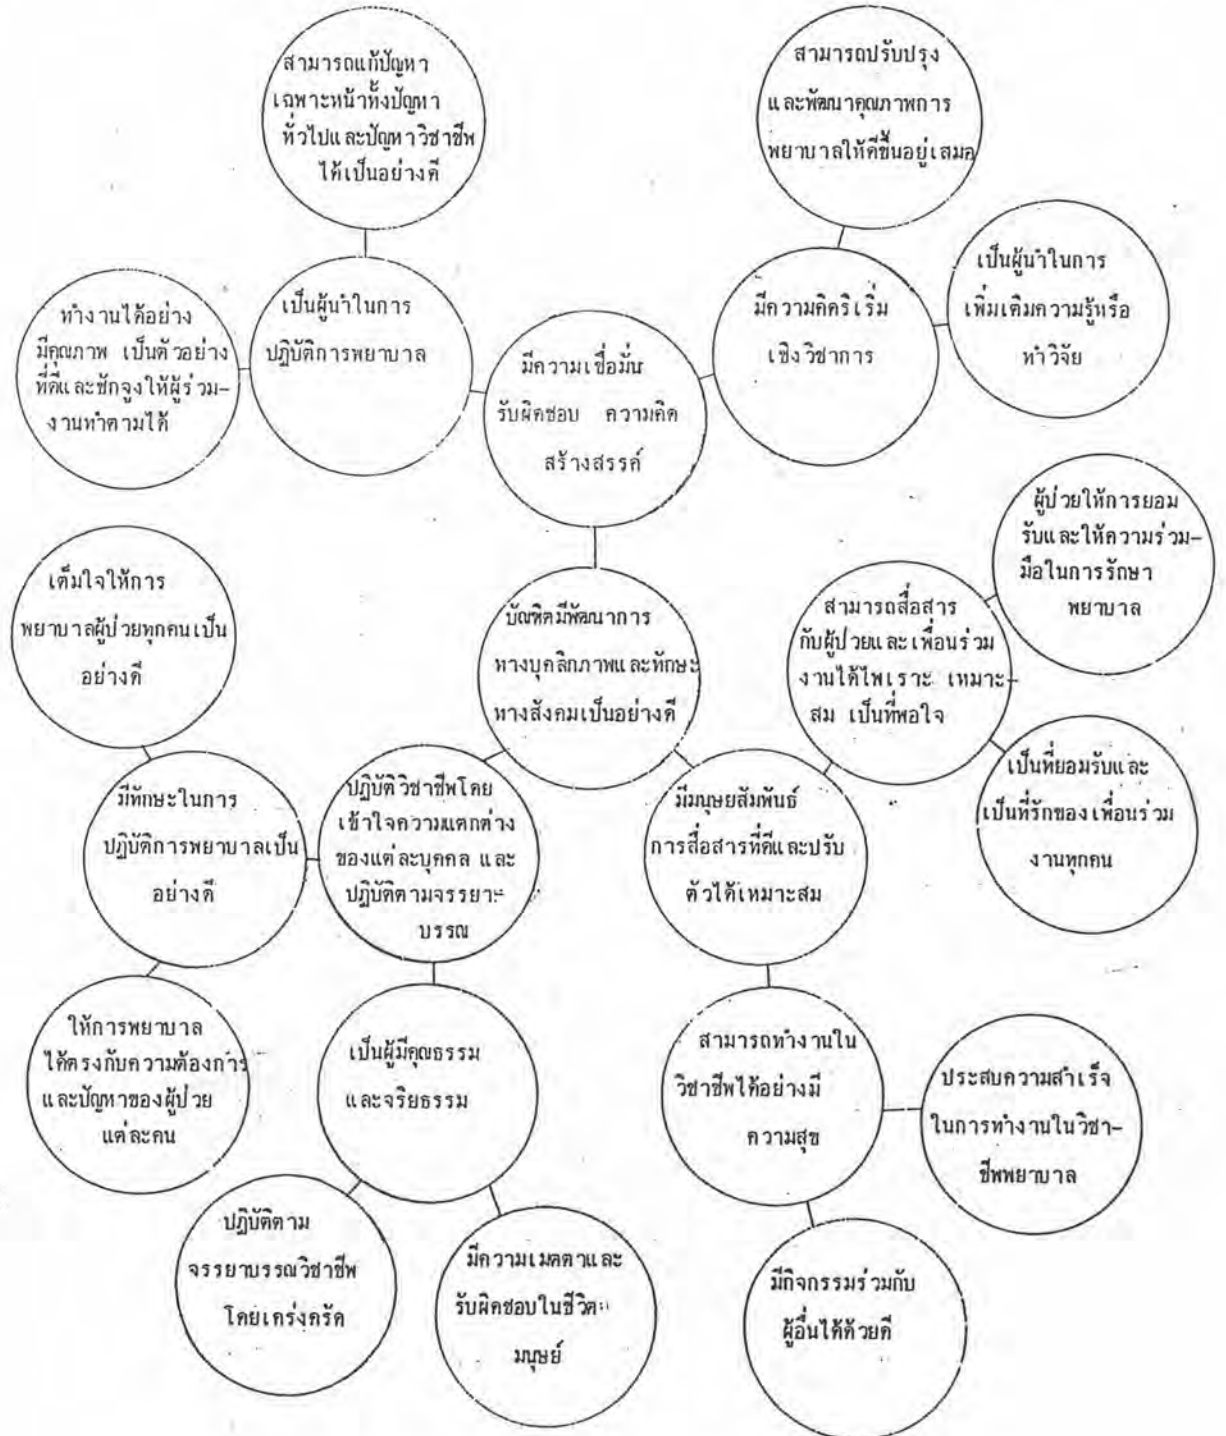 สามารถแก้ปัญหา
เฉพาะหน้าทั้งปัญหา
ทั่วไปและปัญหาวิชาชีพ
ได้เป็นอย่างดี
สามารถปรับปรุง
และพัฒนาคุณภาพการ
พยาบาลให้ดีขึ้นอยู่เสมอ
ทำงานได้อย่าง
มีคุณภาพ เป็นตัวอย่าง
ที่ดีและชักจูงให้ผู้ร่วม-
งานทำตามได้
เป็นผู้นำในการ
ปฏิบัติการพยาบาล
มีความเชื่อมั่น
รับผิดชอบ ความคิด
สร้างสรรค์
มีความคิดริเริ่ม
เชิงวิชาการ
เป็นผู้นำในการ
เพิ่มเติมความรู้หรือ
ทำวิจัย
เต็มใจให้การ
พยาบาลผู้ป่วยทุกคนเป็น
อย่างดี
บัณฑิตมีพัฒนาการ
ทางบุคลิกภาพและทักษะ
ทางสังคมเป็นอย่างดี
สามารถสื่อสาร
กับผู้ป่วยและเพื่อนร่วม
งานได้ไพเราะ เหมาะ-
สม เป็นที่พอใจ
ผู้ป่วยให้การยอม
รับและให้ความร่วม-
มือในการรักษา
พยาบาล
มีทักษะในการ
ปฏิบัติการพยาบาลเป็น
อย่างดี
ปฏิบัติวิชาชีพโดย
เข้าใจความแตกต่าง
ของแต่ละบุคคล และ
ปฏิบัติตามจรรยา-
บรรณ
มีมนุษยสัมพันธ์
การสื่อสารที่ดีและปรับ
ตัวได้เหมาะสม
เป็นที่ยอมรับและ
เป็นที่รักของเพื่อนร่วม
งานทุกคน
ให้การพยาบาล
ได้ตรงกับความต้องการ
และปัญหาของผู้ป่วย
แต่ละคน
เป็นผู้มีคุณธรรม
และจริยธรรม
สามารถทำงานใน
วิชาชีพได้อย่างมี
ความสุข
ประสบความสำเร็จ
ในการทำงานในวิชา-
ชีพพยาบาล
ปฏิบัติตาม
จรรยาบรรณวิชาชีพ
โดยเคร่งครัด
มีความเมตตาและ
รับผิดชอบในชีวิต
มนุษย์
มีกิจกรรมร่วมกับ
ผู้อื่นได้ด้วยดี